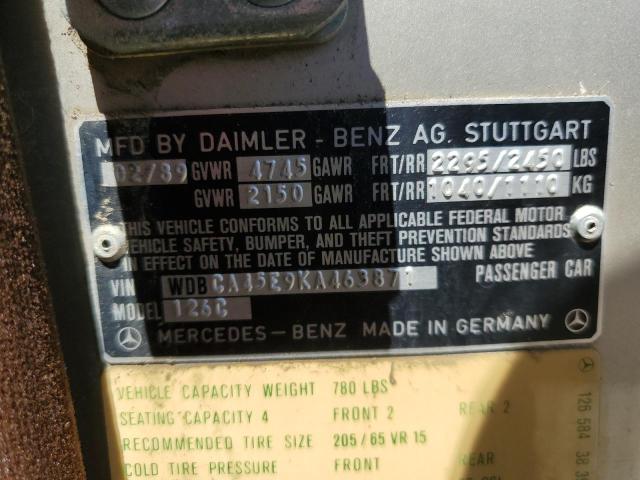 MFD BY DAIMLER - BENZ AG. STUTTGART
02/89 GVWR 4745 GAWR FRT/RR 2295/2450 LBS
GVWR 2150 GAWR FRT/RR 1040/1110 KG
THIS VEHICLE CONFORMS TO ALL APPLICABLE FEDERAL MOTOR
VEHICLE SAFETY, BUMPER, AND THEFT PREVENTION STANDARDS
IN EFFECT ON THE DATE OF MANUFACTURE SHOWN ABOVE
VIN WDBCA45E9KA463871 PASSENGER CAR
MODEL 126C
MERCEDES-BENZ MADE IN GERMANY
VEHICLE CAPACITY WEIGHT 780 LBS
SEATING CAPACITY 4 FRONT 2 REAR 2
RECOMMENDED TIRE SIZE 205/65 VR 15
COLD TIRE PRESSURE FRONT REAR
126 584 38